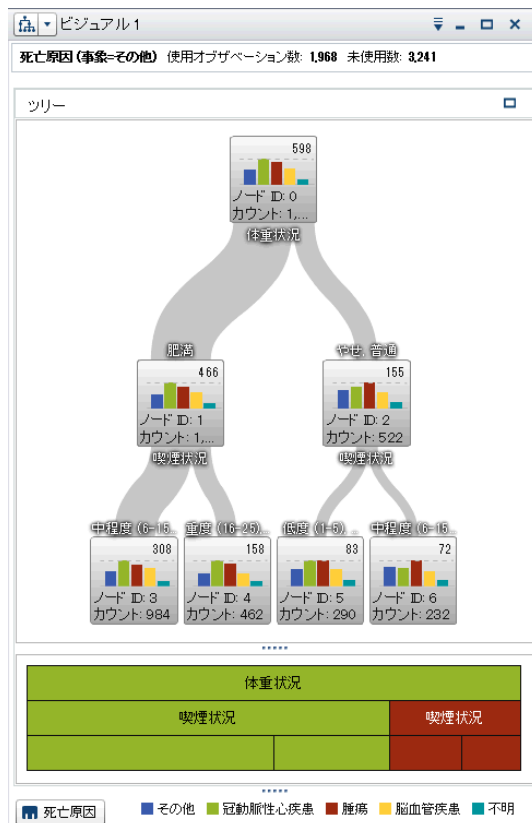 ビジュアル 1
死亡原因 (事象=その他) 使用オブザベーション数: 1,968 未使用数: 3,241
ツリー
598
ノード ID: 0
カウント: 1,...
体重状況
肥満
やせ, 普通
466
ノード ID: 1
カウント: 1,...
喫煙状況
155
ノード ID: 2
カウント: 522
喫煙状況
中程度 (6-15...
重度 (16-25)...
低度 (1-5), ...
中程度 (6-15...
308
ノード ID: 3
カウント: 984
158
ノード ID: 4
カウント: 462
83
ノード ID: 5
カウント: 290
72
ノード ID: 6
カウント: 232
体重状況
喫煙状況 喫煙状況
死亡原因 その他 冠動脈性心疾患 腫瘍 脳血管疾患 不明